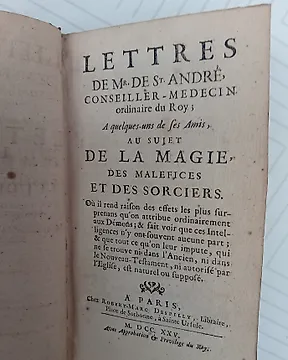 LETTRES
DE MR. DE ST. ANDRÉ,
CONSEILLER-MEDECIN
ordinaire du Roy;
A quelques-uns de ses Amis,
AU SUJET
DE LA MAGIE,
DES MALEFICES
ET DES SORCIERS.
Où il rend raison des effets les plus sur-
prenans qu'on attribue ordinairement
aux Démons; & fait voir que ces Intel-
ligences n'y ont souvent aucune part;
& que tout ce qu'on leur impute, qui
ne se trouve ni dans l'Ancien, ni dans
le Nouveau-Testament, ni autorisé par
l'Eglise, est naturel ou supposé.
A PARIS,
Chez ROBERT-MARC DESPILLY, Libraire,
Place de Sorbonne, à Sainte Ursule.
M. DCC. XXV.
Avec Approbation & Privilege du Roy.